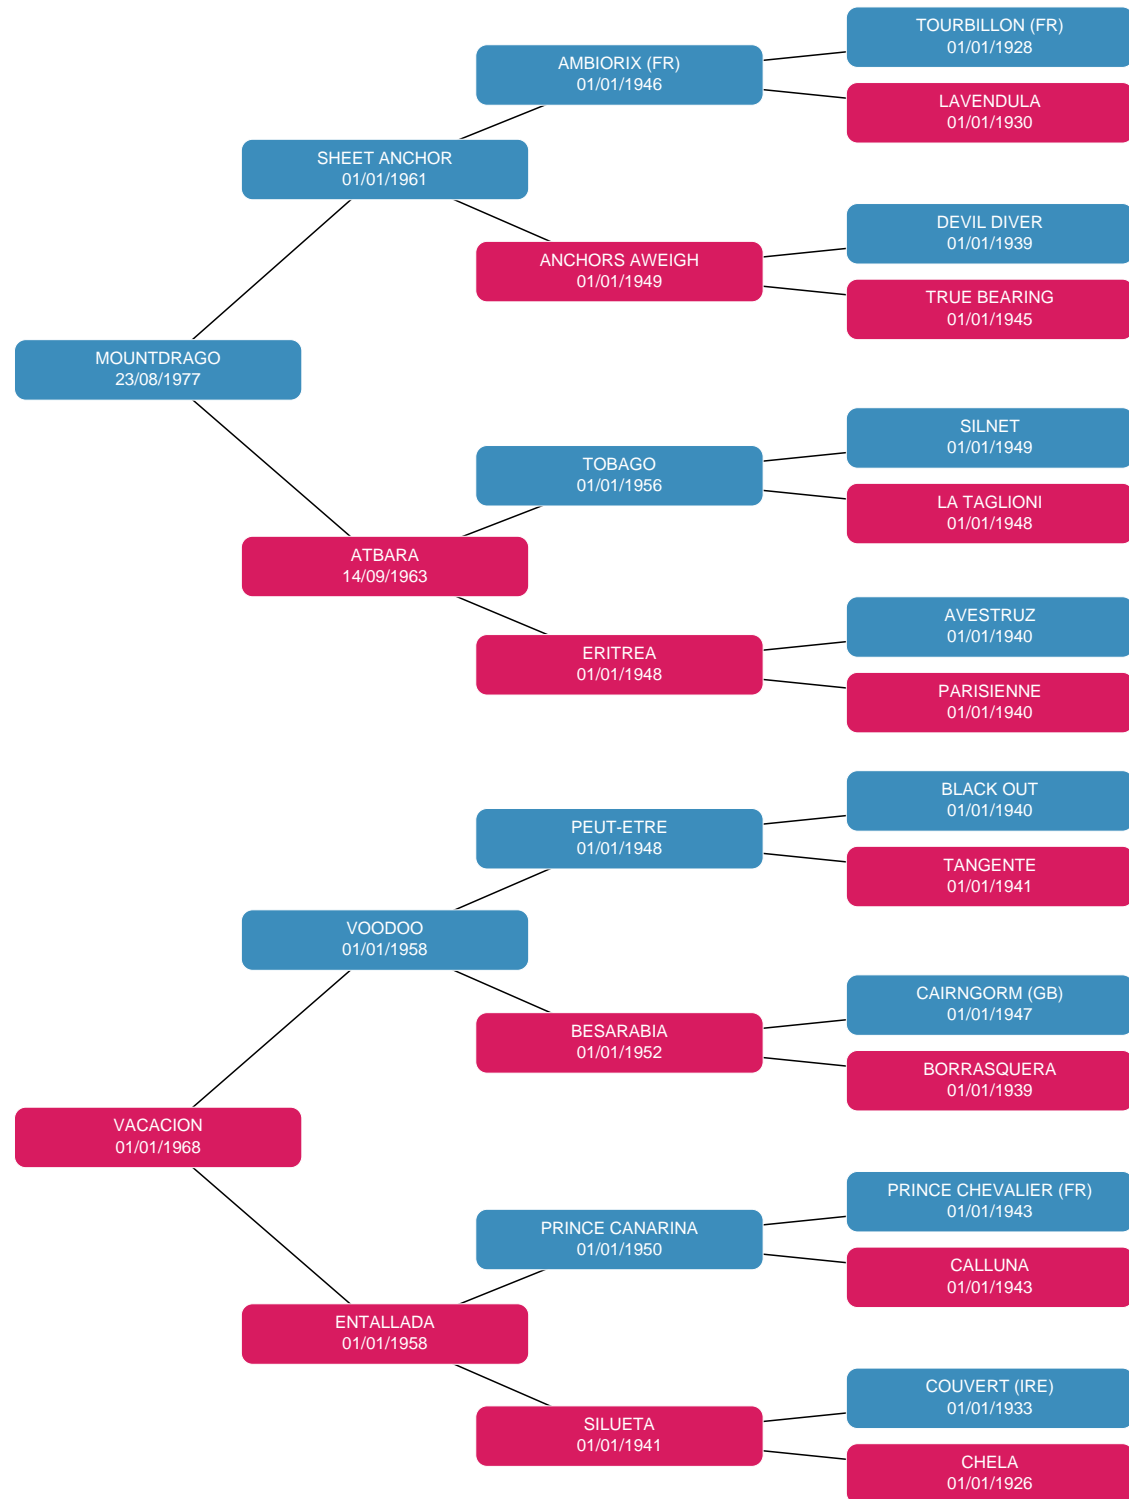 TOURBILLON (FR)
01/01/1928
AMBIORIX (FR)
01/01/1946
LAVENDULA
01/01/1930
SHEET ANCHOR
01/01/1961
DEVIL DIVER
01/01/1939
ANCHORS AWEIGH
01/01/1949
TRUE BEARING
01/01/1945
MOUNTDRAGO
23/08/1977
SILNET
01/01/1949
TOBAGO
01/01/1956
LA TAGLIONI
01/01/1948
ATBARA
14/09/1963
AVESTRUZ
01/01/1940
ERITREA
01/01/1948
PARISIENNE
01/01/1940
BLACK OUT
01/01/1940
PEUT-ETRE
01/01/1948
TANGENTE
01/01/1941
VOODOO
01/01/1958
CAIRNGORM (GB)
01/01/1947
BESARABIA
01/01/1952
BORRASQUERA
01/01/1939
VACACION
01/01/1968
PRINCE CHEVALIER (FR)
01/01/1943
PRINCE CANARINA
01/01/1950
CALLUNA
01/01/1943
ENTALLADA
01/01/1958
COUVERT (IRE)
01/01/1933
SILUETA
01/01/1941
CHELA
01/01/1926